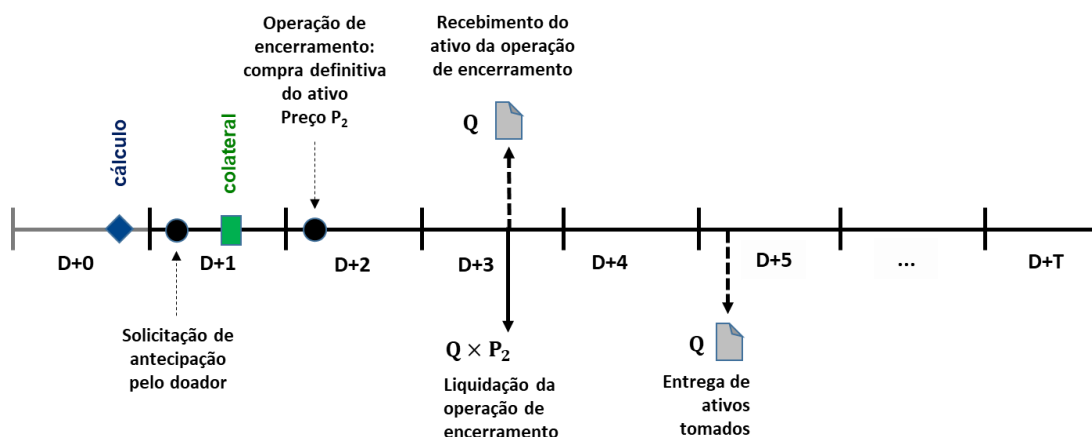 Operação de
encerramento:
compra definitiva
do ativo
Preço P₂
Recebimento do
ativo da operação
de encerramento
Q
cálculo
colateral
D+0
D+1
D+2
D+3
D+4
D+5
...
D+T
Solicitação de
antecipação
pelo doador
Q × P₂
Liquidação da
operação de
encerramento
Q
Entrega de
ativos
tomados